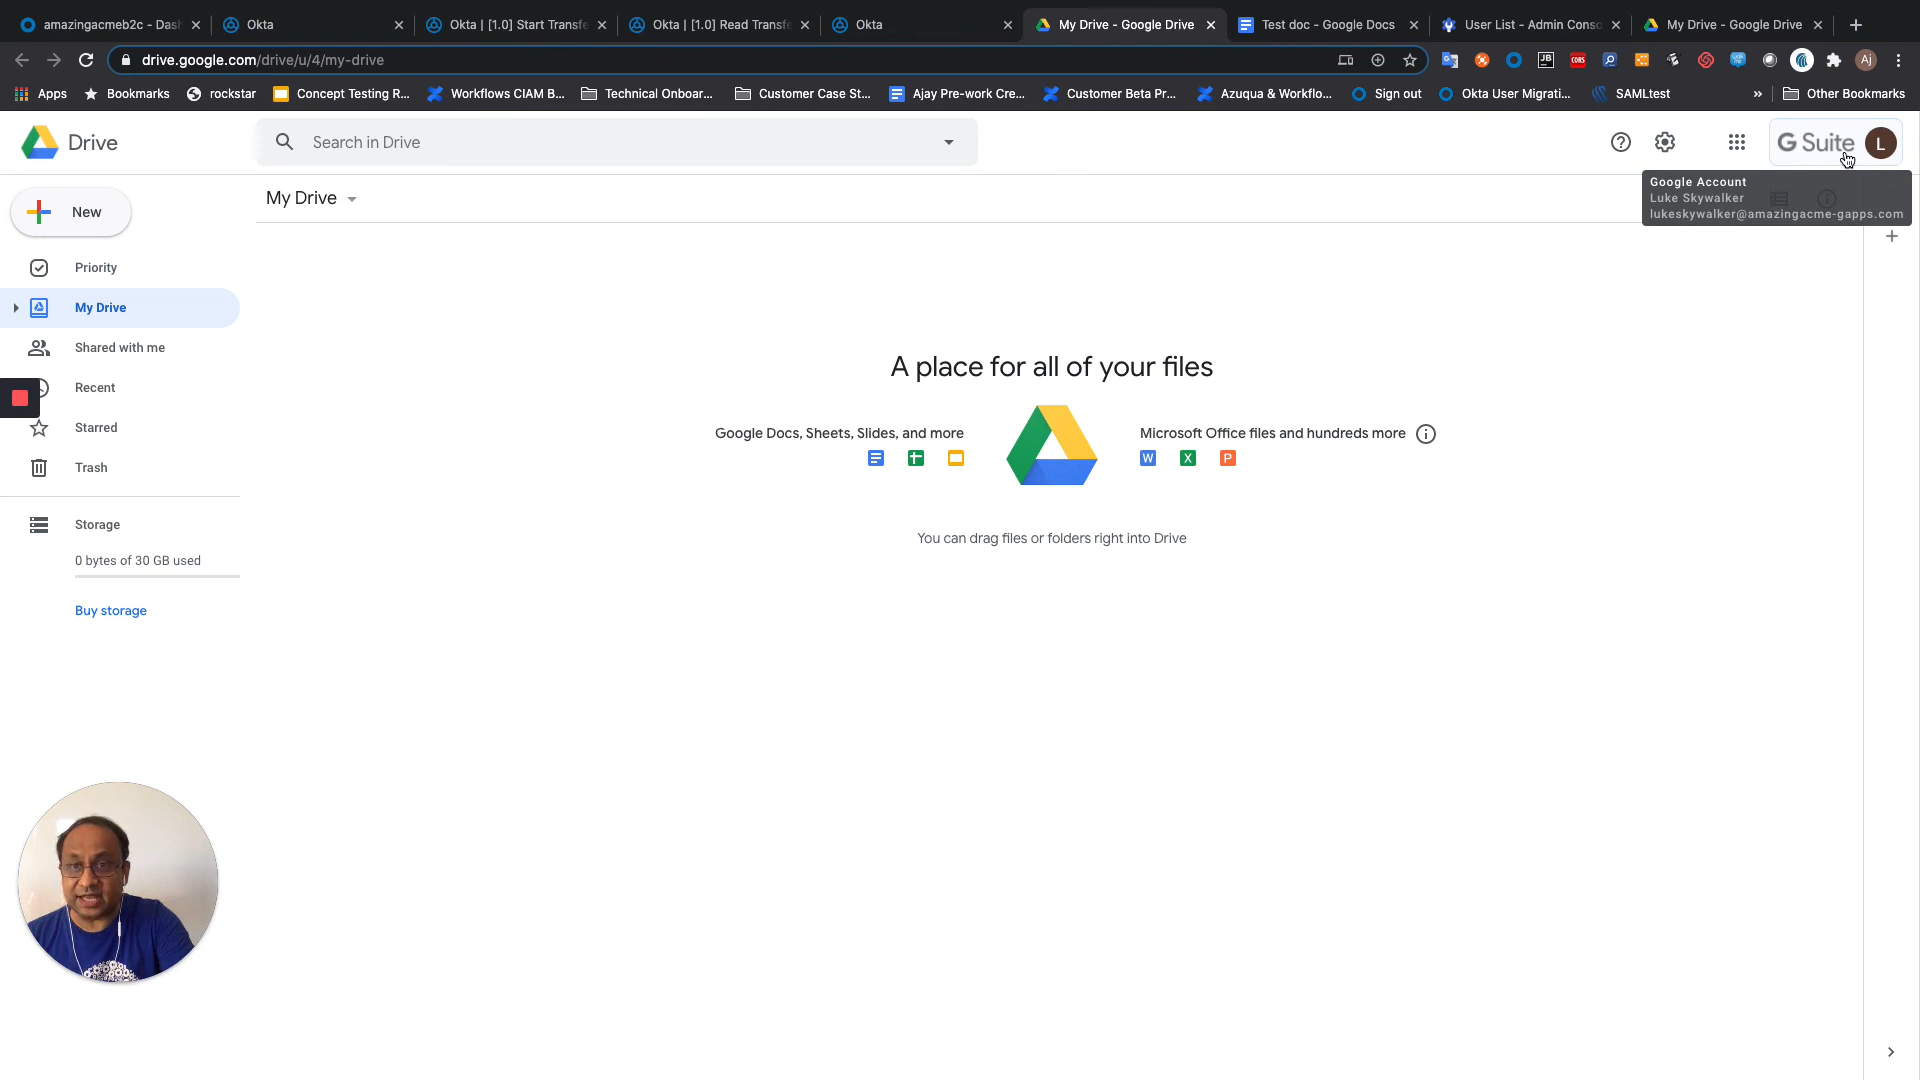 amazingacmeb2c - Dash
Okta
Okta | [1.0] Start Transfe
Okta | [1.0] Read Transfe
Okta
My Drive - Google Drive
Test doc - Google Docs
User List - Admin Conso
My Drive - Google Drive
drive.google.com/drive/u/4/my-drive
JB
CORS
Aj
Apps
Bookmarks
rockstar
Concept Testing R...
Workflows CIAM B...
Technical Onboar...
Customer Case St...
Ajay Pre-work Cre...
Customer Beta Pr...
Azuqua & Workflo...
Sign out
Okta User Migrati...
SAMLtest
»
Other Bookmarks
Drive
Search in Drive
G Suite
L
Google Account
Luke Skywalker
lukeskywalker@amazingacme-gapps.com
New
My Drive
Priority
My Drive
Shared with me
Recent
Starred
Trash
Storage
0 bytes of 30 GB used
Buy storage
A place for all of your files
Google Docs, Sheets, Slides, and more
Microsoft Office files and hundreds more
W
X
P
You can drag files or folders right into Drive